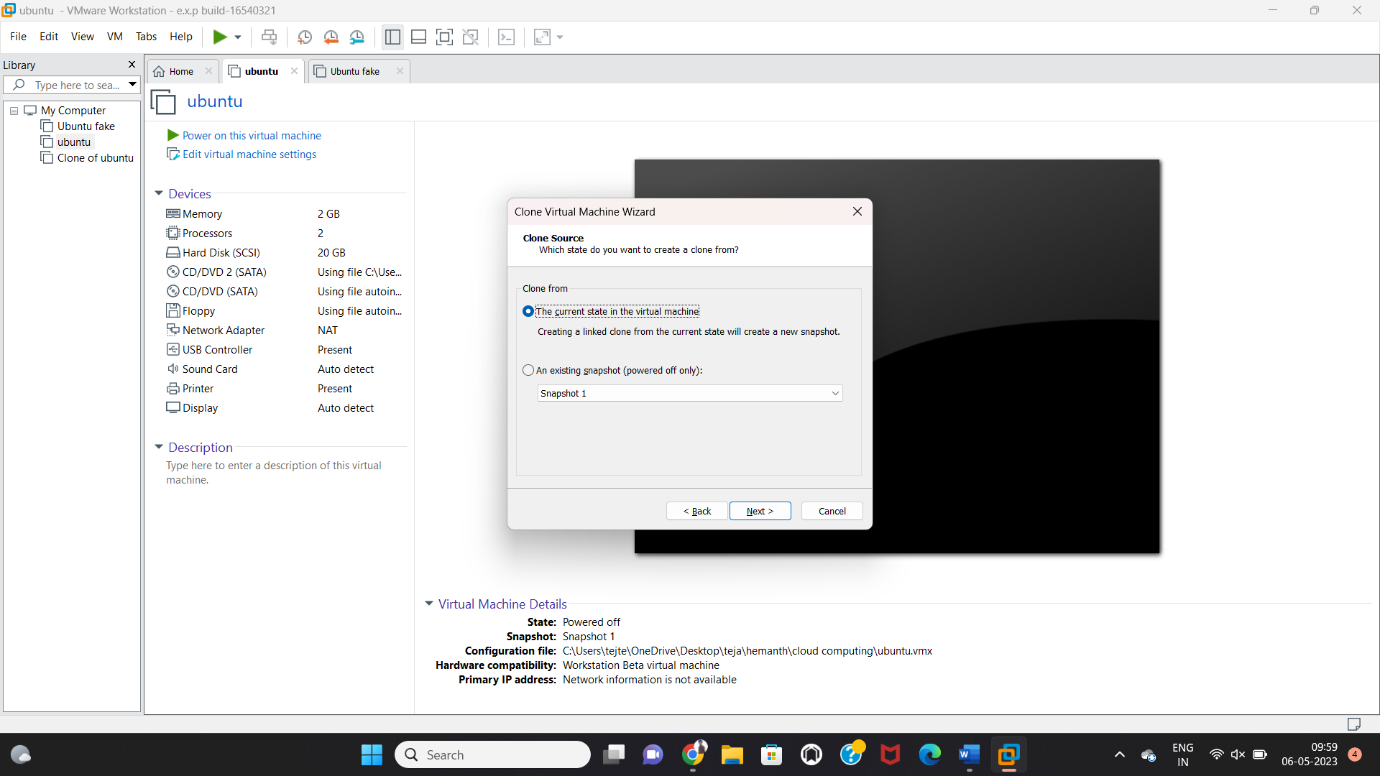 ubuntu - VMware Workstation - e.x.p build-16540321
File Edit View VM Tabs Help
Library
Type here to sea...
My Computer
Ubuntu fake
ubuntu
Clone of ubuntu
Home
ubuntu
Ubuntu fake
ubuntu
Power on this virtual machine
Edit virtual machine settings
Devices
Memory 2 GB
Processors 2
Hard Disk (SCSI) 20 GB
CD/DVD 2 (SATA) Using file C:\Use...
CD/DVD (SATA) Using file autoin...
Floppy Using file autoin...
Network Adapter NAT
USB Controller Present
Sound Card Auto detect
Printer Present
Display Auto detect
Description
Type here to enter a description of this virtual
machine.
Clone Virtual Machine Wizard
Clone Source
Which state do you want to create a clone from?
Clone from
The current state in the virtual machine
Creating a linked clone from the current state will create a new snapshot.
An existing snapshot (powered off only):
Snapshot 1
< Back Next > Cancel
Virtual Machine Details
State: Powered off
Snapshot: Snapshot 1
Configuration file: C:\Users\tejte\OneDrive\Desktop\teja\hemanth\cloud computing\ubuntu.vmx
Hardware compatibility: Workstation Beta virtual machine
Primary IP address: Network information is not available
Search
ENG
IN
09:59
06-05-2023
4